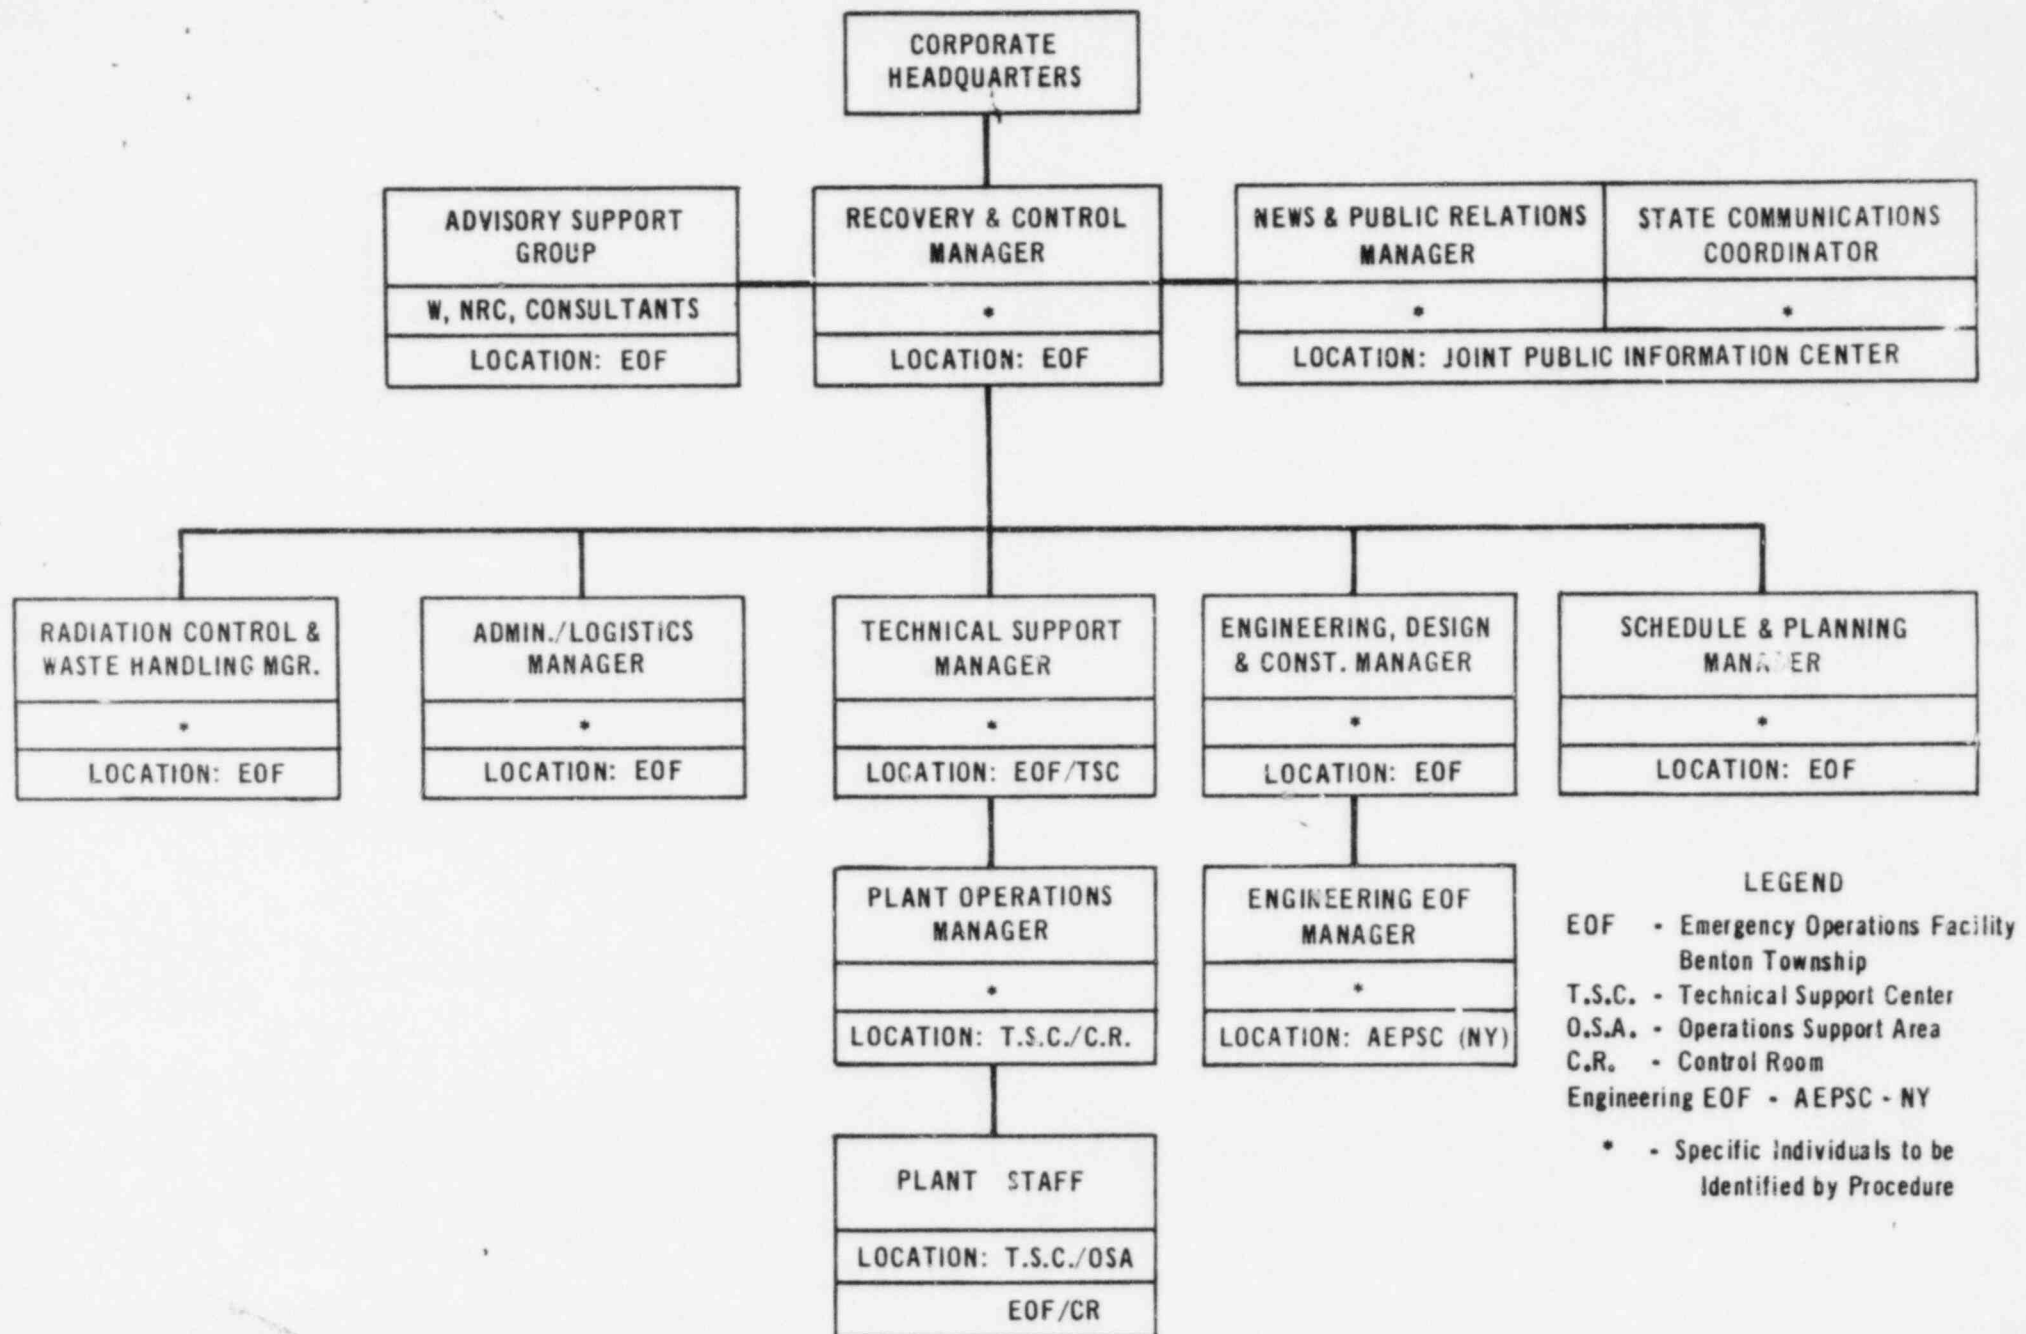 CORPORATE
HEADQUARTERS
ADVISORY SUPPORT
GROUP
W, NRC, CONSULTANTS
LOCATION: EOF
RECOVERY & CONTROL
MANAGER
*
LOCATION: EOF
NEWS & PUBLIC RELATIONS
MANAGER
*
STATE COMMUNICATIONS
COORDINATOR
*
LOCATION: JOINT PUBLIC INFORMATION CENTER
RADIATION CONTROL &
WASTE HANDLING MGR.
*
LOCATION: EOF
ADMIN./LOGISTICS
MANAGER
*
LOCATION: EOF
TECHNICAL SUPPORT
MANAGER
*
LOCATION: EOF/TSC
ENGINEERING, DESIGN
& CONST. MANAGER
*
LOCATION: EOF
SCHEDULE & PLANNING
MANAGER
*
LOCATION: EOF
PLANT OPERATIONS
MANAGER
*
LOCATION: T.S.C./C.R.
ENGINEERING EOF
MANAGER
*
LOCATION: AEPSC (NY)
PLANT STAFF
LOCATION: T.S.C./OSA
EOF/CR
LEGEND
EOF - Emergency Operations Facility
Benton Township
T.S.C. - Technical Support Center
O.S.A. - Operations Support Area
C.R. - Control Room
Engineering EOF - AEPSC - NY
* - Specific Individuals to be
Identified by Procedure